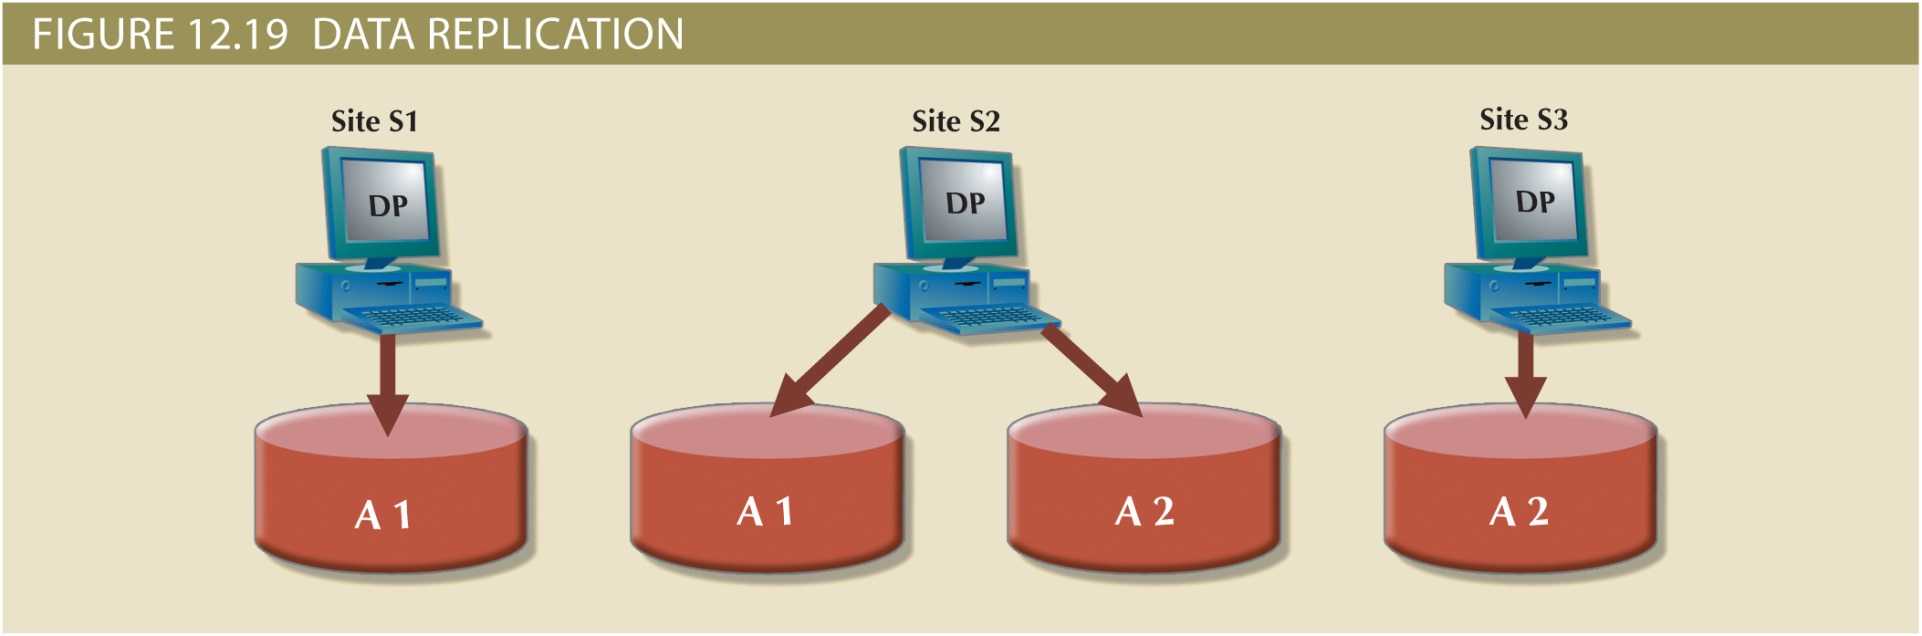 FIGURE 12.19 DATA REPLICATION
Site S1
Site S2
Site S3
DP
DP
DP
A 1
A 1
A 2
A 2